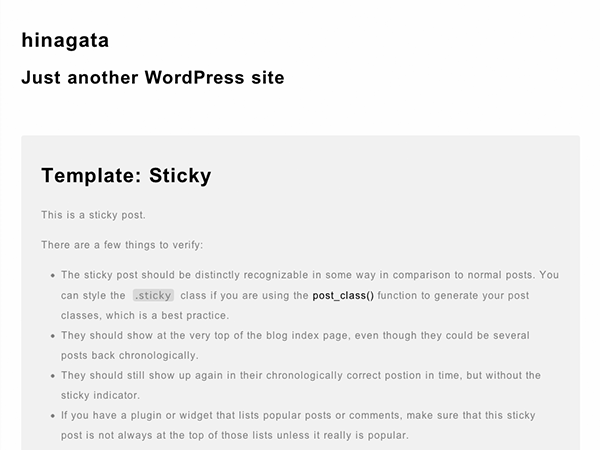 hinagata
Just another WordPress site
Template: Sticky
This is a sticky post.
There are a few things to verify:
The sticky post should be distinctly recognizable in some way in comparison to normal posts. You
can style the .sticky class if you are using the post_class() function to generate your post
classes, which is a best practice.
They should show at the very top of the blog index page, even though they could be several
posts back chronologically.
They should still show up again in their chronologically correct postion in time, but without the
sticky indicator.
If you have a plugin or widget that lists popular posts or comments, make sure that this sticky
post is not always at the top of those lists unless it really is popular.